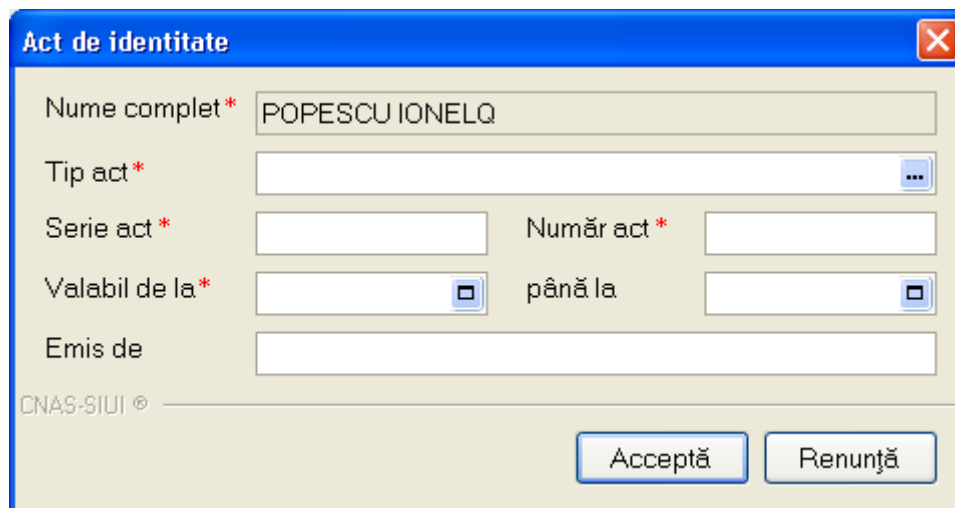 Act de identitate
Nume complet* POPESCU IONELQ
Tip act* ...
Serie act* Număr act*
Valabil de la* până la
Emis de
CNAS-SIUI ®
Acceptă Renunţă